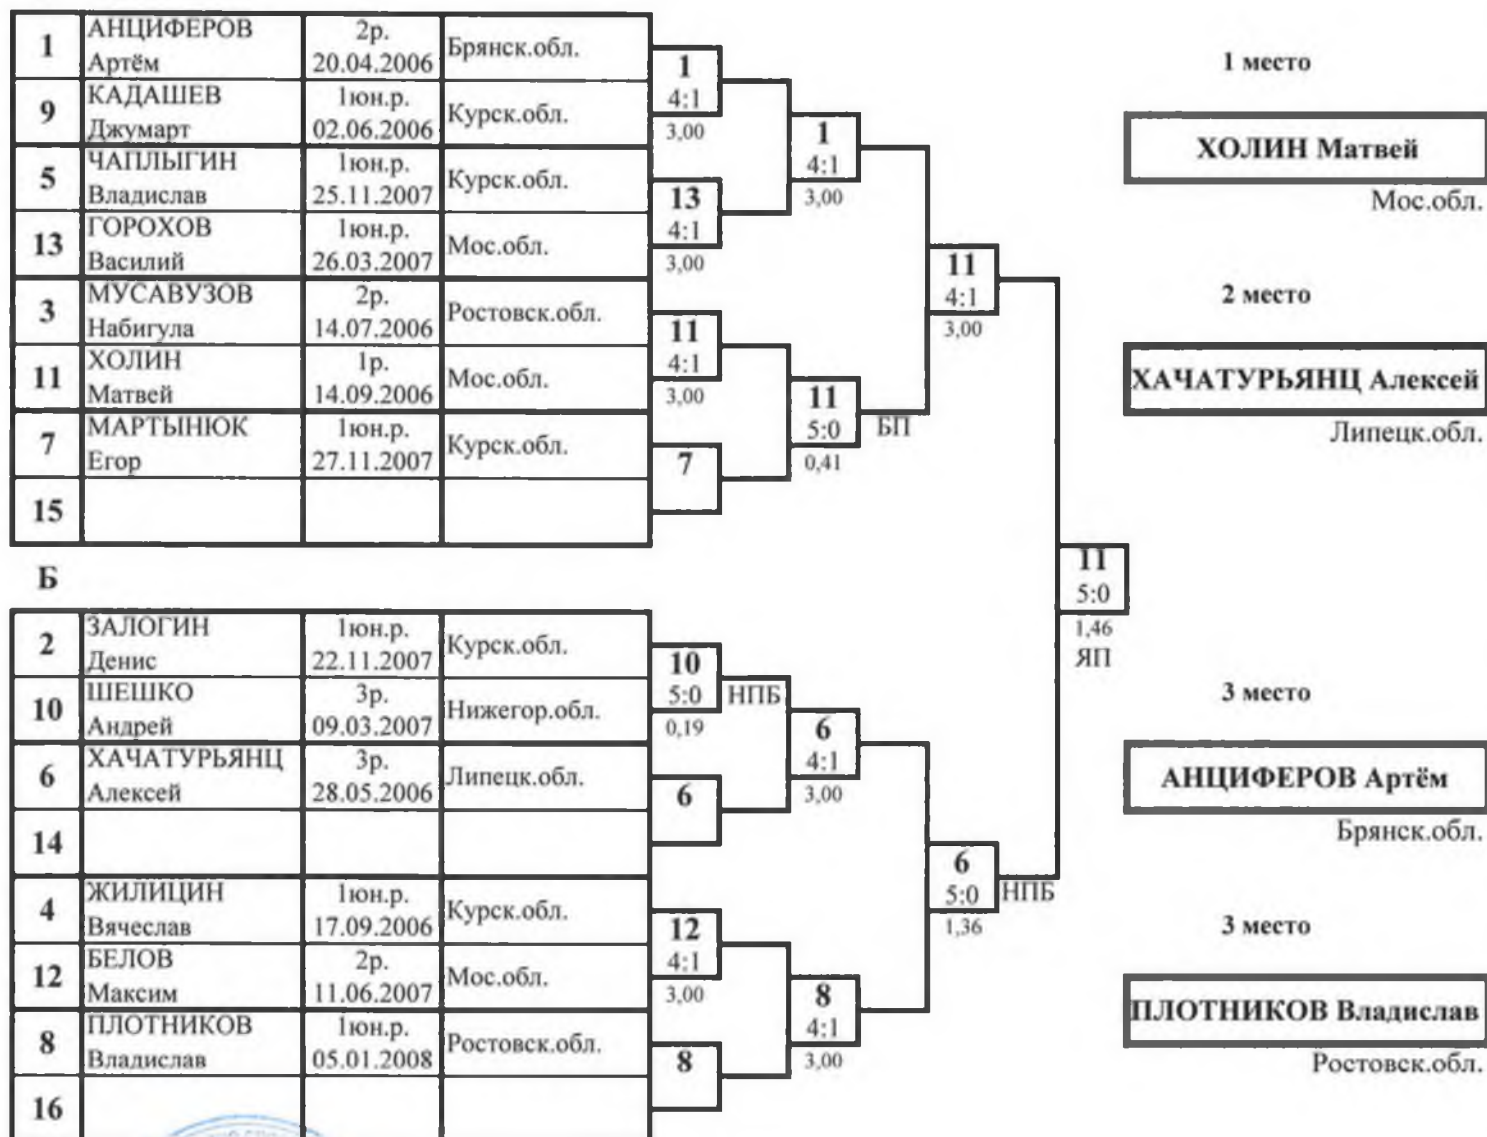 1 АНЦИФЕРОВ 2р. Брянск.обл.
Артём 20.04.2006
9 КАДАШЕВ 1юн.р. Курск.обл.
Джумарт 02.06.2006
5 ЧАПЛЫГИН 1юн.р. Курск.обл.
Владислав 25.11.2007
13 ГОРОХОВ 1юн.р. Мос.обл.
Василий 26.03.2007
3 МУСАВУЗОВ 2р. Ростовск.обл.
Набигула 14.07.2006
11 ХОЛИН 1р. Мос.обл.
Матвей 14.09.2006
7 МАРТЫНЮК 1юн.р. Курск.обл.
Егор 27.11.2007
15
1
4:1
3,00
13
4:1
3,00
11
4:1
3,00
7
1
4:1
3,00
11
5:0 БП
0,41
11
4:1
3,00
Б
2 ЗАЛОГИН 1юн.р. Курск.обл.
Денис 22.11.2007
10 ШЕШКО 3р. Нижегор.обл.
Андрей 09.03.2007
6 ХАЧАТУРЬЯНЦ 3р. Липецк.обл.
Алексей 28.05.2006
14
4 ЖИЛИЦИН 1юн.р. Курск.обл.
Вячеслав 17.09.2006
12 БЕЛОВ 2р. Мос.обл.
Максим 11.06.2007
8 ПЛОТНИКОВ 1юн.р. Ростовск.обл.
Владислав 05.01.2008
16
10
5:0 НПБ
0,19
6
12
4:1
3,00
8
6
4:1
3,00
8
4:1
3,00
6
5:0 НПБ
1,36
11
5:0
1,46
ЯП
1 место
ХОЛИН Матвей
Мос.обл.
2 место
ХАЧАТУРЬЯНЦ Алексей
Липецк.обл.
3 место
АНЦИФЕРОВ Артём
Брянск.обл.
3 место
ПЛОТНИКОВ Владислав
Ростовск.обл.